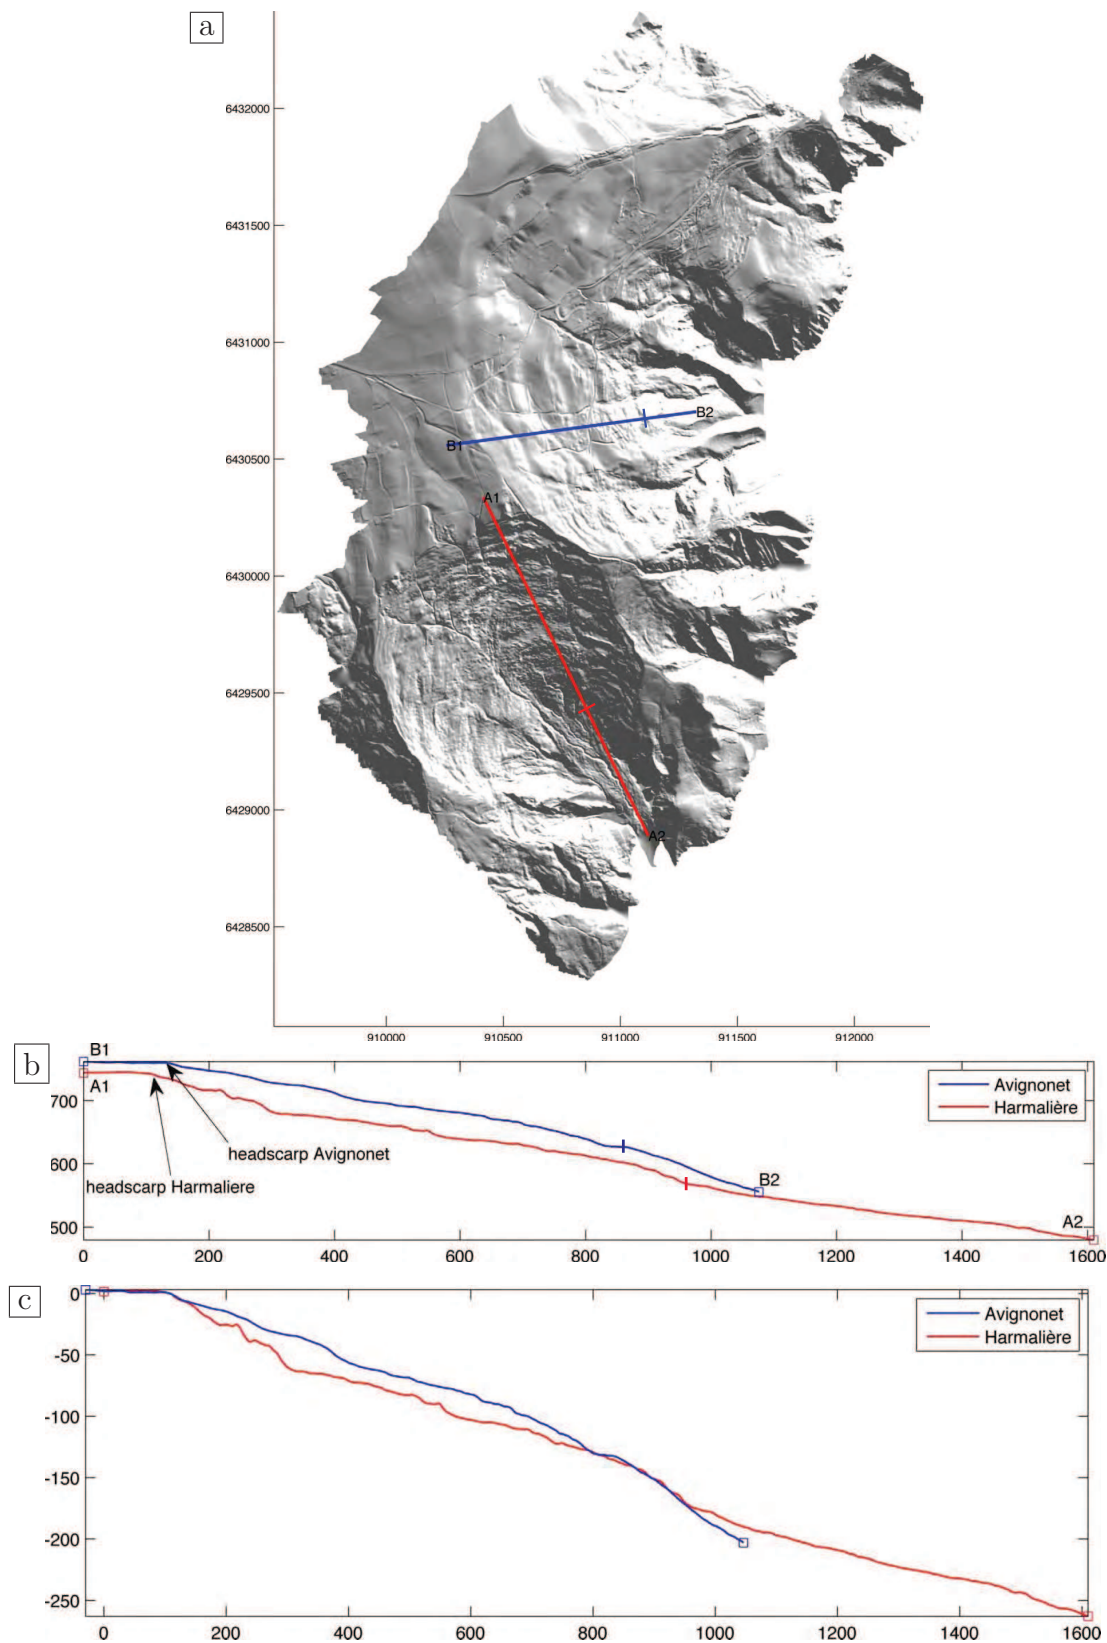 a
6432000
6431500
6431000
B1
B2
6430500
A1
6430000
6429500
6429000
A2
6428500
910000 910500 911000 911500 912000
b
B1
A1
700
600
500
headscarp Avignonet
headscarp Harmaliere
Avignonet
Harmalière
B2
A2
0 200 400 600 800 1000 1200 1400 1600
c
0
-50
-100
-150
-200
-250
Avignonet
Harmalière
0 200 400 600 800 1000 1200 1400 1600